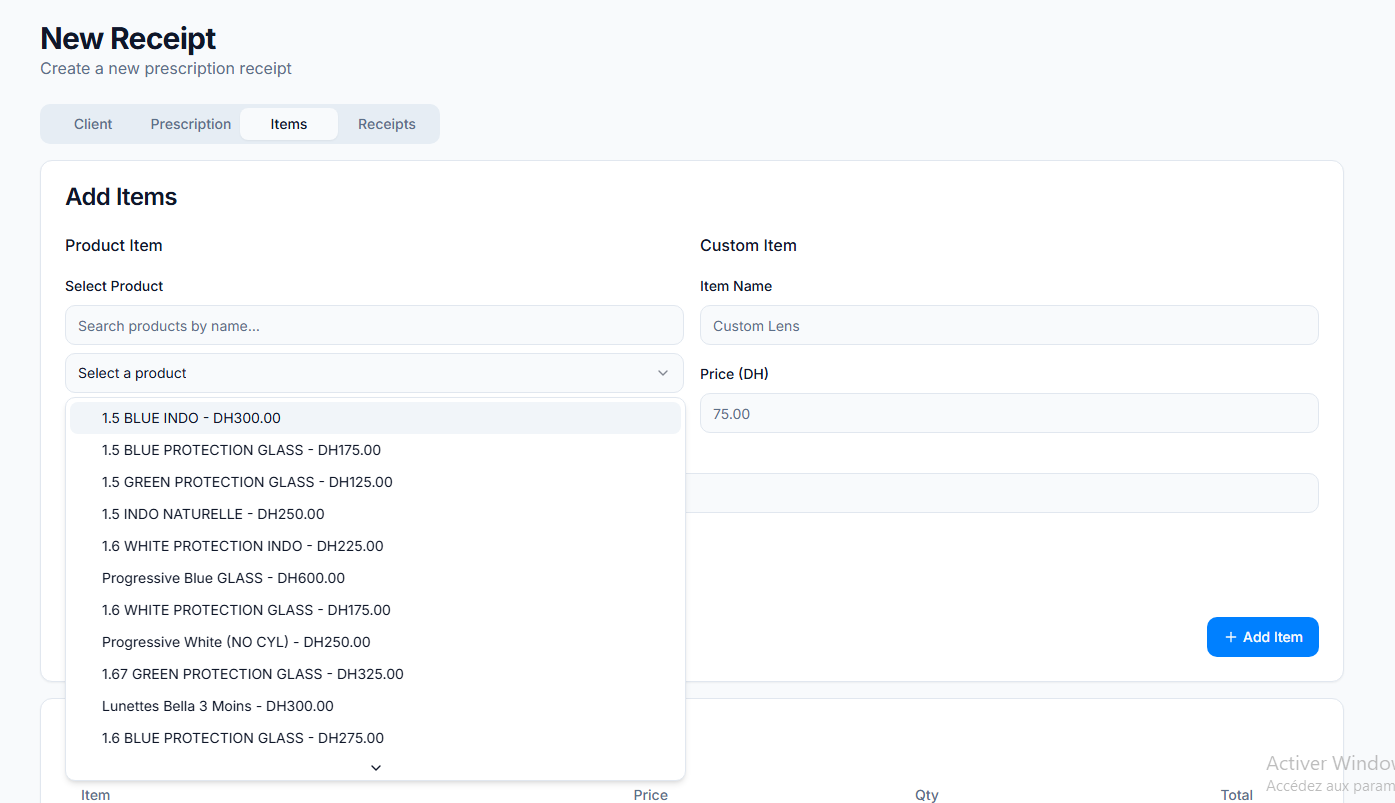 New Receipt
Create a new prescription receipt
Client Prescription Items Receipts
Add Items
Product Item
Select Product
Search products by name...
Select a product
1.5 BLUE INDO - DH300.00
1.5 BLUE PROTECTION GLASS - DH175.00
1.5 GREEN PROTECTION GLASS - DH125.00
1.5 INDO NATURELLE - DH250.00
1.6 WHITE PROTECTION INDO - DH225.00
Progressive Blue GLASS - DH600.00
1.6 WHITE PROTECTION GLASS - DH175.00
Progressive White (NO CYL) - DH250.00
1.67 GREEN PROTECTION GLASS - DH325.00
Lunettes Bella 3 Moins - DH300.00
1.6 BLUE PROTECTION GLASS - DH275.00
Custom Item
Item Name
Custom Lens
Price (DH)
75.00
+ Add Item
Item Price Qty Total
Activer Window
Accédez aux param